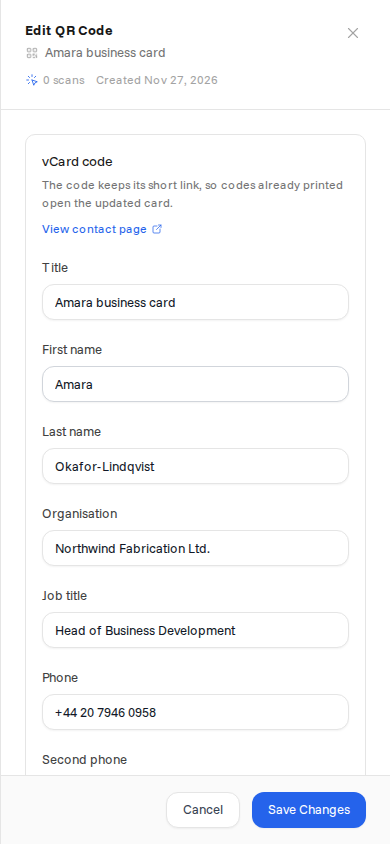 Edit QR Code
Amara business card
0 scans Created Nov 27, 2026
vCard code
The code keeps its short link, so codes already printed
open the updated card.
View contact page
Title
Amara business card
First name
Amara
Last name
Okafor-Lindqvist
Organisation
Northwind Fabrication Ltd.
Job title
Head of Business Development
Phone
+44 20 7946 0958
Second phone
Cancel
Save Changes